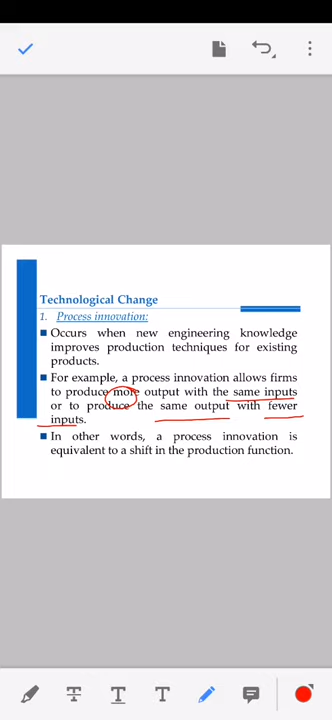 Technological Change
1. Process innovation:
■ Occurs when new engineering knowledge
improves production techniques for existing
products.
■ For example, a process innovation allows firms
to produce more output with the same inputs
or to produce the same output with fewer
inputs.
■ In other words, a process innovation is
equivalent to a shift in the production function.
T T T